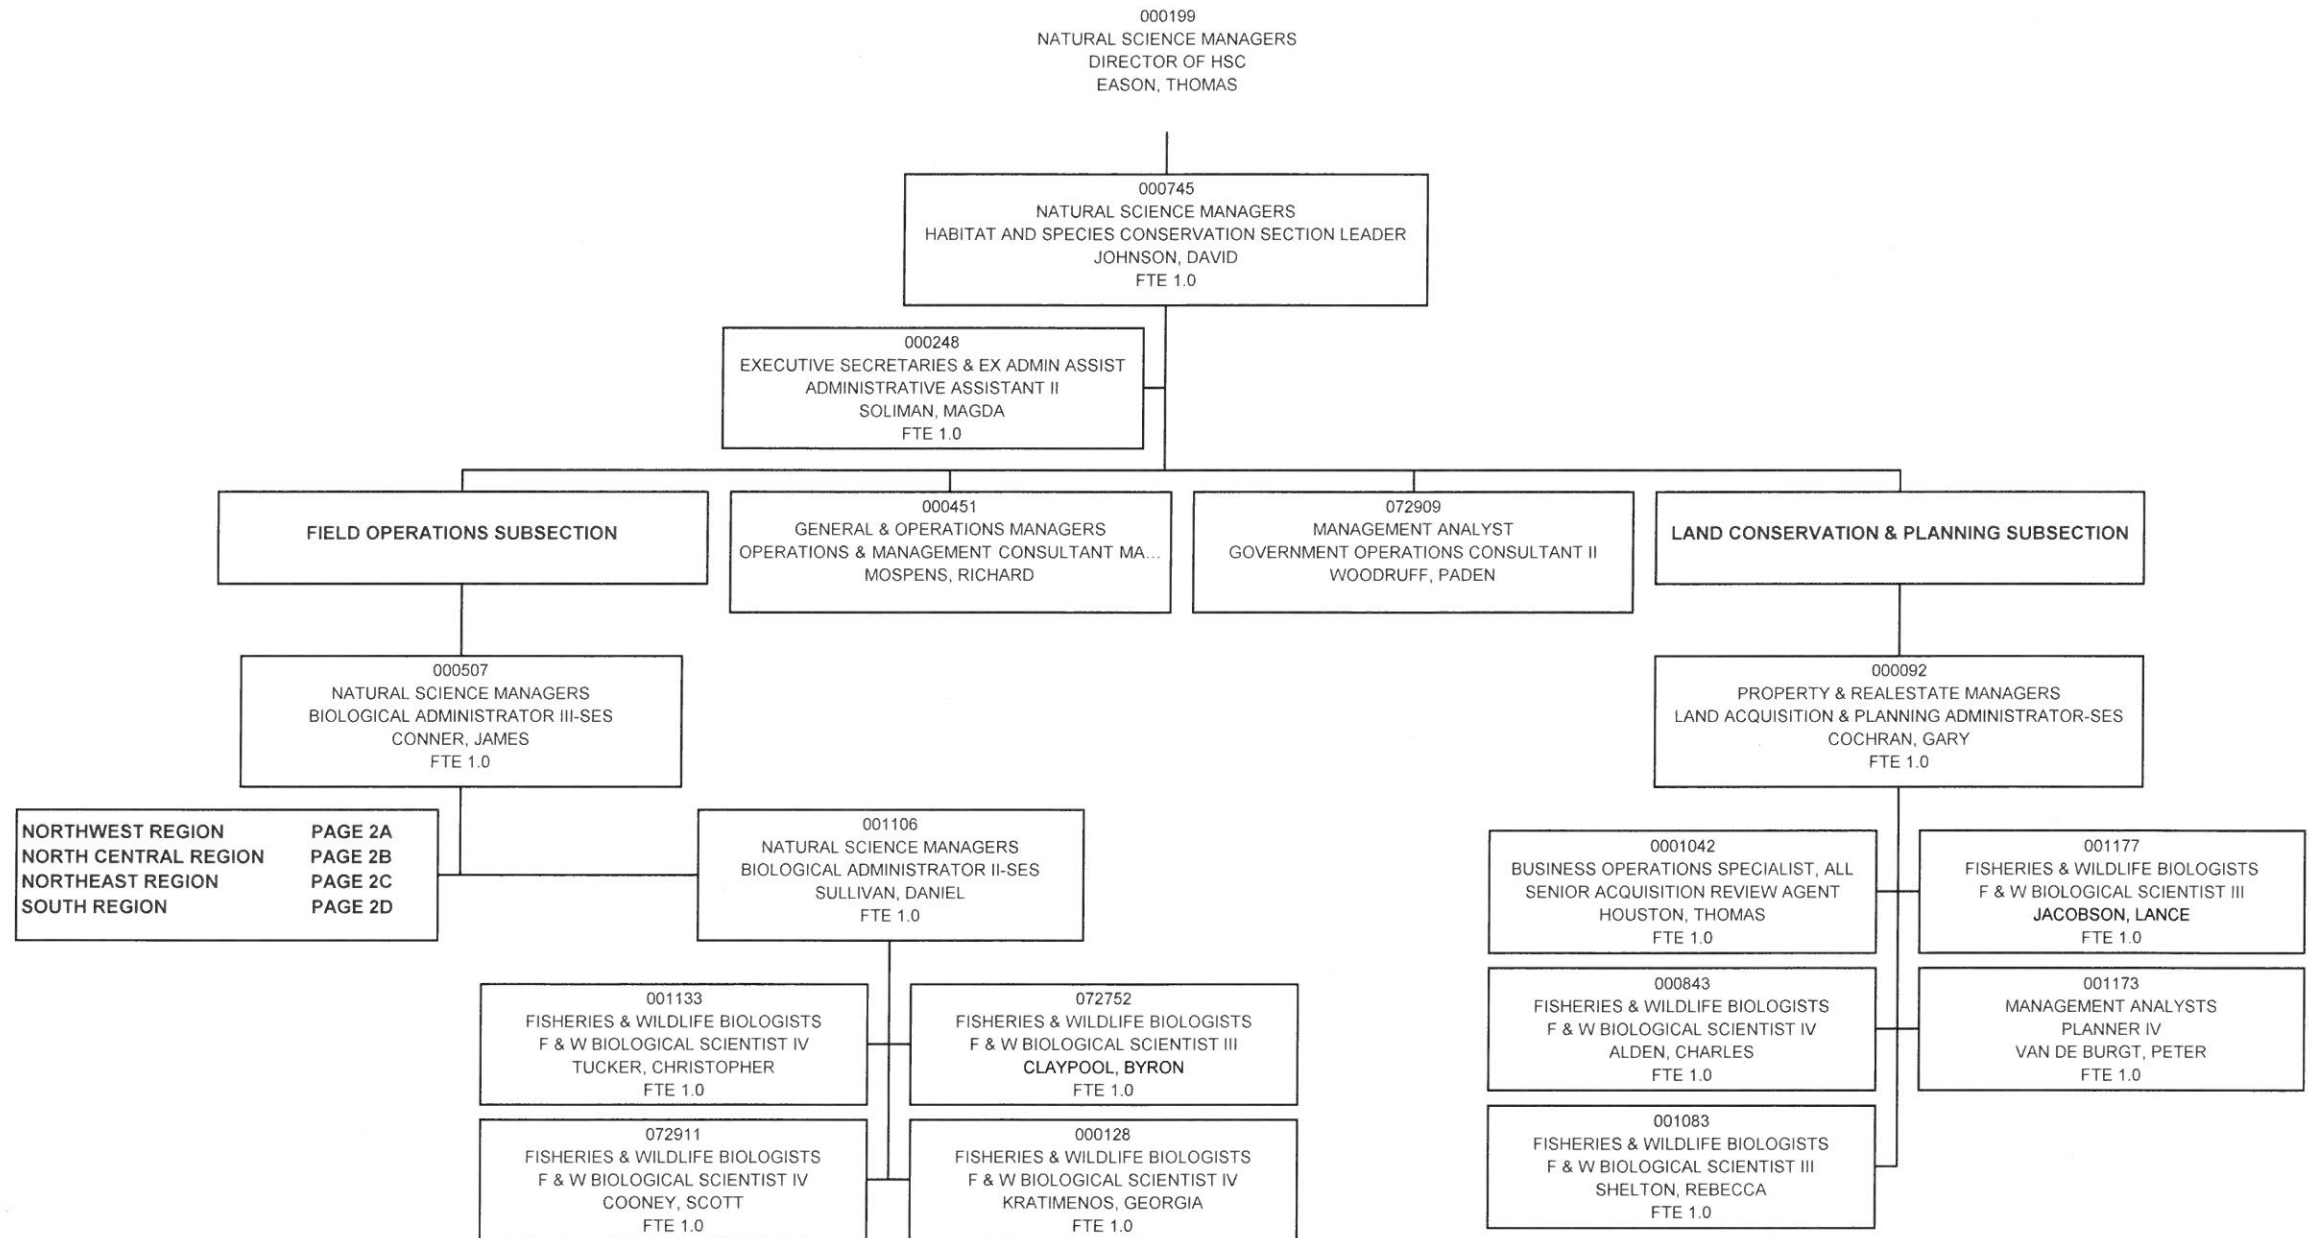 000199
NATURAL SCIENCE MANAGERS
DIRECTOR OF HSC
EASON, THOMAS
000745
NATURAL SCIENCE MANAGERS
HABITAT AND SPECIES CONSERVATION SECTION LEADER
JOHNSON, DAVID
FTE 1.0
000248
EXECUTIVE SECRETARIES & EX ADMIN ASSIST
ADMINISTRATIVE ASSISTANT II
SOLIMAN, MAGDA
FTE 1.0
FIELD OPERATIONS SUBSECTION
000451
GENERAL & OPERATIONS MANAGERS
OPERATIONS & MANAGEMENT CONSULTANT MA...
MOSPENS, RICHARD
072909
MANAGEMENT ANALYST
GOVERNMENT OPERATIONS CONSULTANT II
WOODRUFF, PADEN
LAND CONSERVATION & PLANNING SUBSECTION
000507
NATURAL SCIENCE MANAGERS
BIOLOGICAL ADMINISTRATOR III-SES
CONNER, JAMES
FTE 1.0
000092
PROPERTY & REALESTATE MANAGERS
LAND ACQUISITION & PLANNING ADMINISTRATOR-SES
COCHRAN, GARY
FTE 1.0
NORTHWEST REGION PAGE 2A
NORTH CENTRAL REGION PAGE 2B
NORTHEAST REGION PAGE 2C
SOUTH REGION PAGE 2D
001106
NATURAL SCIENCE MANAGERS
BIOLOGICAL ADMINISTRATOR II-SES
SULLIVAN, DANIEL
FTE 1.0
0001042
BUSINESS OPERATIONS SPECIALIST, ALL
SENIOR ACQUISITION REVIEW AGENT
HOUSTON, THOMAS
FTE 1.0
001177
FISHERIES & WILDLIFE BIOLOGISTS
F & W BIOLOGICAL SCIENTIST III
JACOBSON, LANCE
FTE 1.0
001133
FISHERIES & WILDLIFE BIOLOGISTS
F & W BIOLOGICAL SCIENTIST IV
TUCKER, CHRISTOPHER
FTE 1.0
072752
FISHERIES & WILDLIFE BIOLOGISTS
F & W BIOLOGICAL SCIENTIST III
CLAYPOOL, BYRON
FTE 1.0
000843
FISHERIES & WILDLIFE BIOLOGISTS
F & W BIOLOGICAL SCIENTIST IV
ALDEN, CHARLES
FTE 1.0
001173
MANAGEMENT ANALYSTS
PLANNER IV
VAN DE BURGT, PETER
FTE 1.0
072911
FISHERIES & WILDLIFE BIOLOGISTS
F & W BIOLOGICAL SCIENTIST IV
COONEY, SCOTT
FTE 1.0
000128
FISHERIES & WILDLIFE BIOLOGISTS
F & W BIOLOGICAL SCIENTIST IV
KRATIMENOS, GEORGIA
FTE 1.0
001083
FISHERIES & WILDLIFE BIOLOGISTS
F & W BIOLOGICAL SCIENTIST III
SHELTON, REBECCA
FTE 1.0